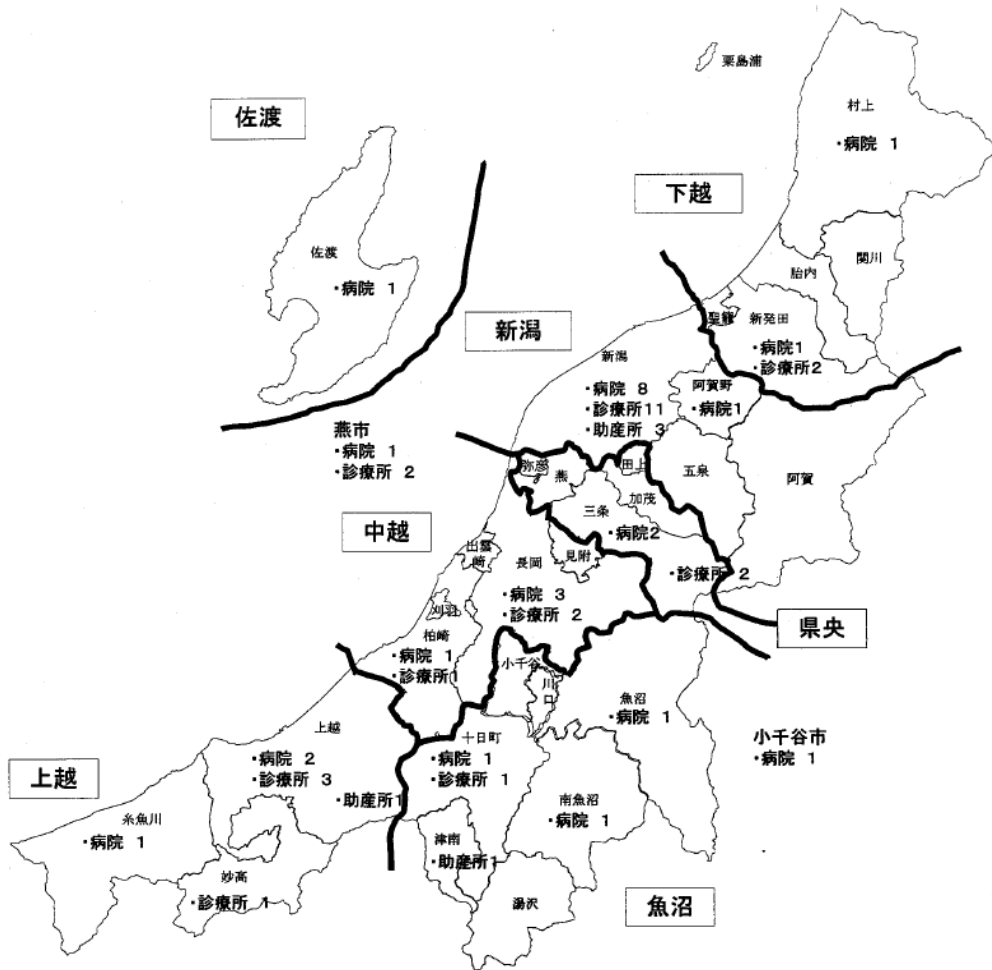 粟島浦
村上
・病院 1
佐渡
下越
佐渡
・病院 1
関川
胎内
聖籠
新発田
・病院1
・診療所2
新潟
新潟
・病院 8
・診療所11
・助産所 3
阿賀野
・病院1
燕市
・病院 1
・診療所 2
弥彦
燕
田上
加茂
五泉
阿賀
三条
・病院2
・診療所 2
中越
出雲
崎
長岡
・病院 3
・診療所 2
見附
県央
刈羽
柏崎
・病院 1
・診療所1
小千谷
川
口
魚沼
・病院 1
小千谷市
・病院 1
上越
・病院 2
・診療所 3
・助産所1
十日町
・病院 1
・診療所 1
上越
糸魚川
・病院 1
南魚沼
・病院 1
津南
・助産所1
妙高
・診療所 1
湯沢
魚沼